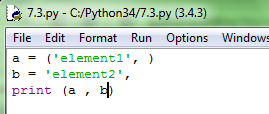 7.3.py - C:/Python34/7.3.py (3.4.3)
File Edit Format Run Options Windows
a = ('element1', )
b = 'element2',
print (a , b)